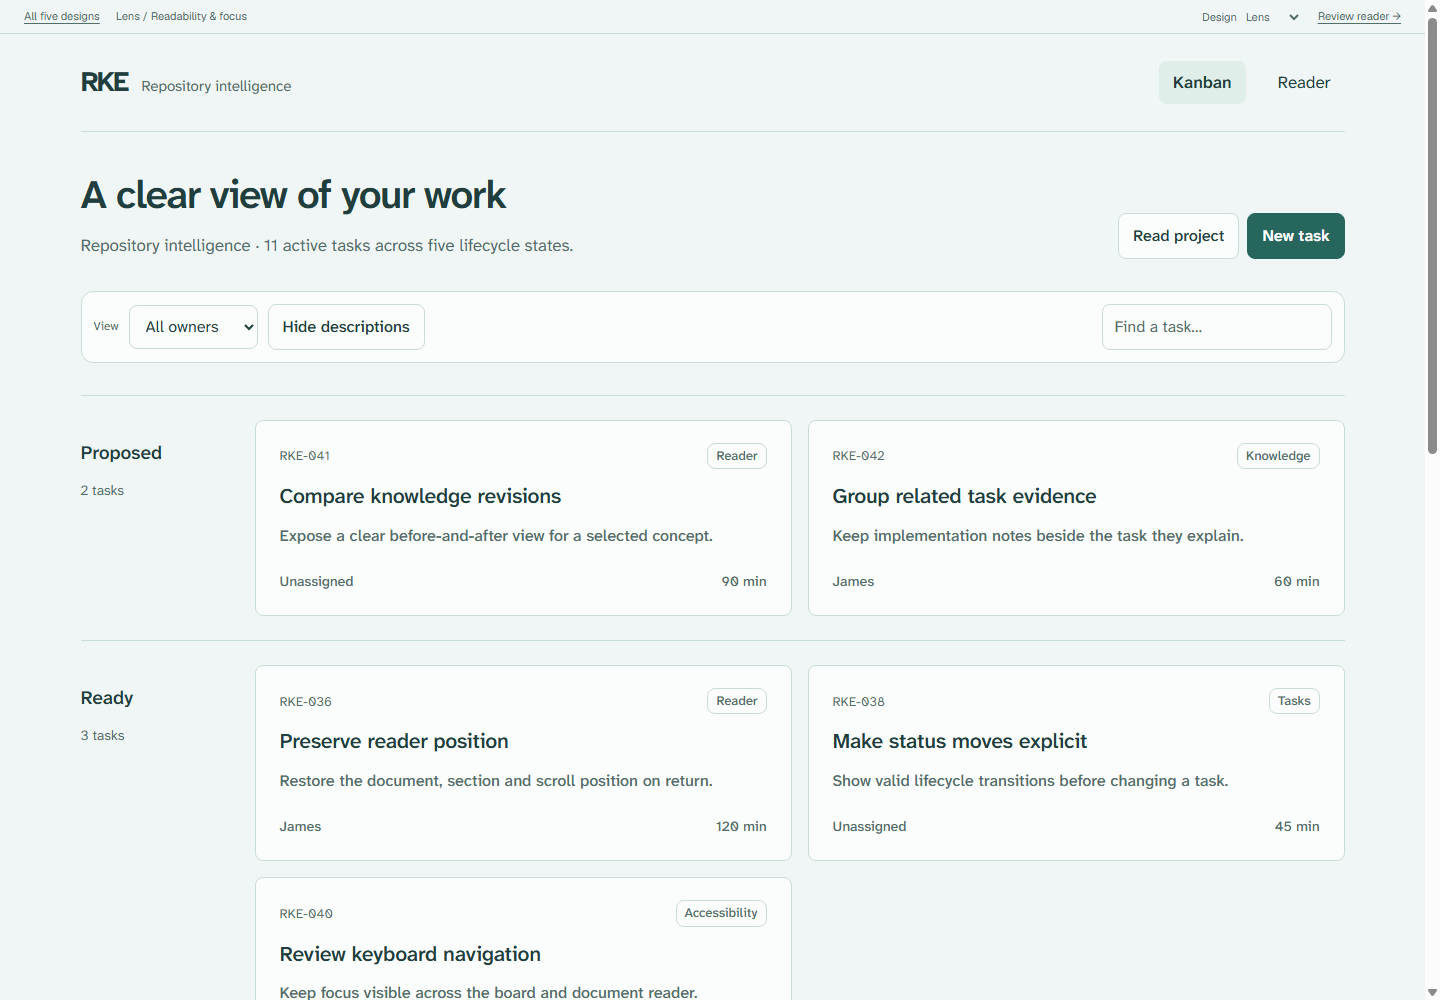 All five designs Lens / Readability & focus Design Lens Review reader →
RKE Repository intelligence Kanban Reader
A clear view of your work
Repository intelligence · 11 active tasks across five lifecycle states.
Read project New task
View All owners Hide descriptions Find a task...
Proposed
2 tasks
RKE-041 Reader
Compare knowledge revisions
Expose a clear before-and-after view for a selected concept.
Unassigned 90 min
RKE-042 Knowledge
Group related task evidence
Keep implementation notes beside the task they explain.
James 60 min
Ready
3 tasks
RKE-036 Reader
Preserve reader position
Restore the document, section and scroll position on return.
James 120 min
RKE-038 Tasks
Make status moves explicit
Show valid lifecycle transitions before changing a task.
Unassigned 45 min
RKE-040 Accessibility
Review keyboard navigation
Keep focus visible across the board and document reader.